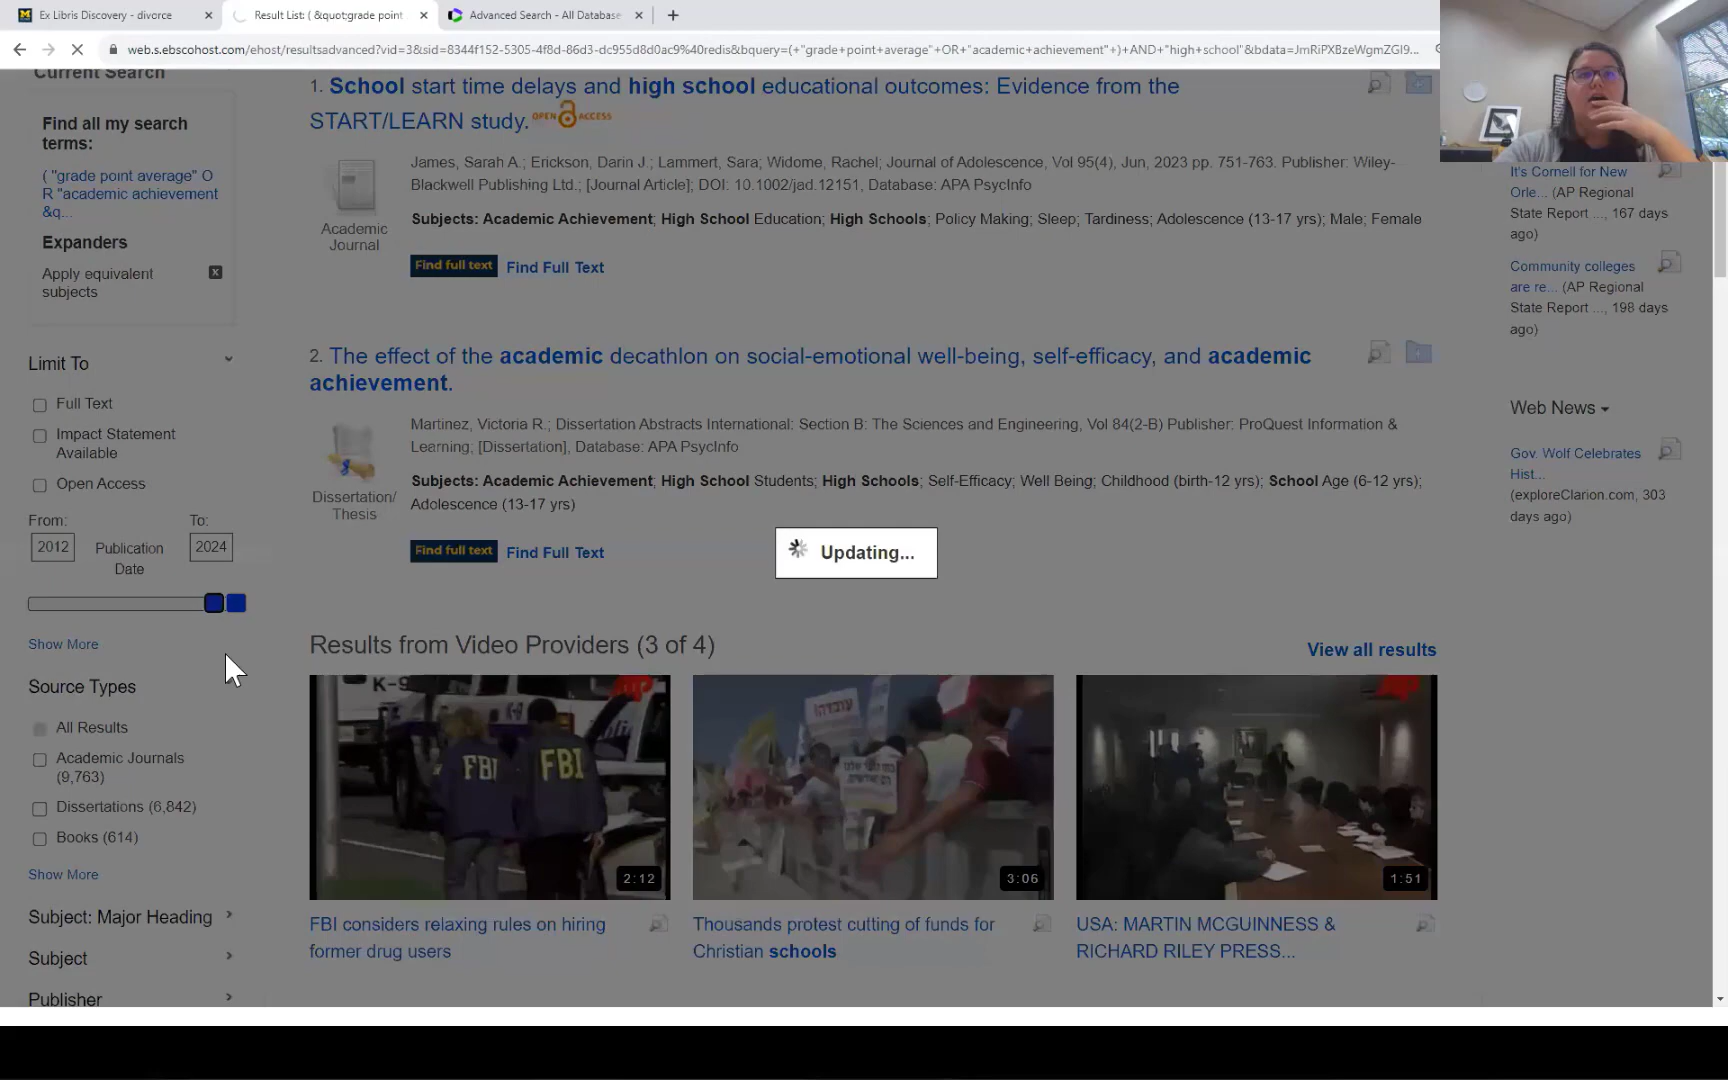 Ex Libris Discovery - divorce
Result List: ( &quot;grade point
Advanced Search - All Database
web.s.ebscohost.com/ehost/resultsadvanced?vid=3&sid=8344f152-5305-4f8d-86d3-dc955d8d0ac9%40redis&bquery=(+"grade+point+average"+OR+"academic+achievement"+)+AND+"high+school"&bdata=JmRiPXBzeWgmZGI9...
Current Search
Find all my search
terms:
( "grade point average" O
R "academic achievement
&q...
Expanders
Apply equivalent
subjects
Limit To
Full Text
Impact Statement
Available
Open Access
From:
To:
2012
Publication
Date
2024
Show More
Source Types
All Results
Academic Journals
(9,763)
Dissertations (6,842)
Books (614)
Show More
Subject: Major Heading
Subject
Publisher
1. School start time delays and high school educational outcomes: Evidence from the
START/LEARN study. OPEN ACCESS
James, Sarah A.; Erickson, Darin J.; Lammert, Sara; Widome, Rachel; Journal of Adolescence, Vol 95(4), Jun, 2023 pp. 751-763. Publisher: Wiley-
Blackwell Publishing Ltd.; [Journal Article]; DOI: 10.1002/jad.12151, Database: APA PsycInfo
Academic
Journal
Subjects: Academic Achievement; High School Education; High Schools; Policy Making; Sleep; Tardiness; Adolescence (13-17 yrs); Male; Female
Find full text Find Full Text
2. The effect of the academic decathlon on social-emotional well-being, self-efficacy, and academic
achievement.
Martinez, Victoria R.; Dissertation Abstracts International: Section B: The Sciences and Engineering, Vol 84(2-B) Publisher: ProQuest Information &
Learning; [Dissertation], Database: APA PsycInfo
Dissertation/
Thesis
Subjects: Academic Achievement; High School Students; High Schools; Self-Efficacy; Well Being; Childhood (birth-12 yrs); School Age (6-12 yrs);
Adolescence (13-17 yrs)
Find full text Find Full Text
Updating...
Results from Video Providers (3 of 4)
View all results
K-9
FBI
FBI
2:12
3:06
1:51
FBI considers relaxing rules on hiring
former drug users
Thousands protest cutting of funds for
Christian schools
USA: MARTIN MCGUINNESS &
RICHARD RILEY PRESS...
It's Cornell for New
Orle... (AP Regional
State Report ..., 167 days
ago)
Community colleges
are re... (AP Regional
State Report ..., 198 days
ago)
Web News
Gov. Wolf Celebrates
Hist...
(exploreClarion.com, 303
days ago)